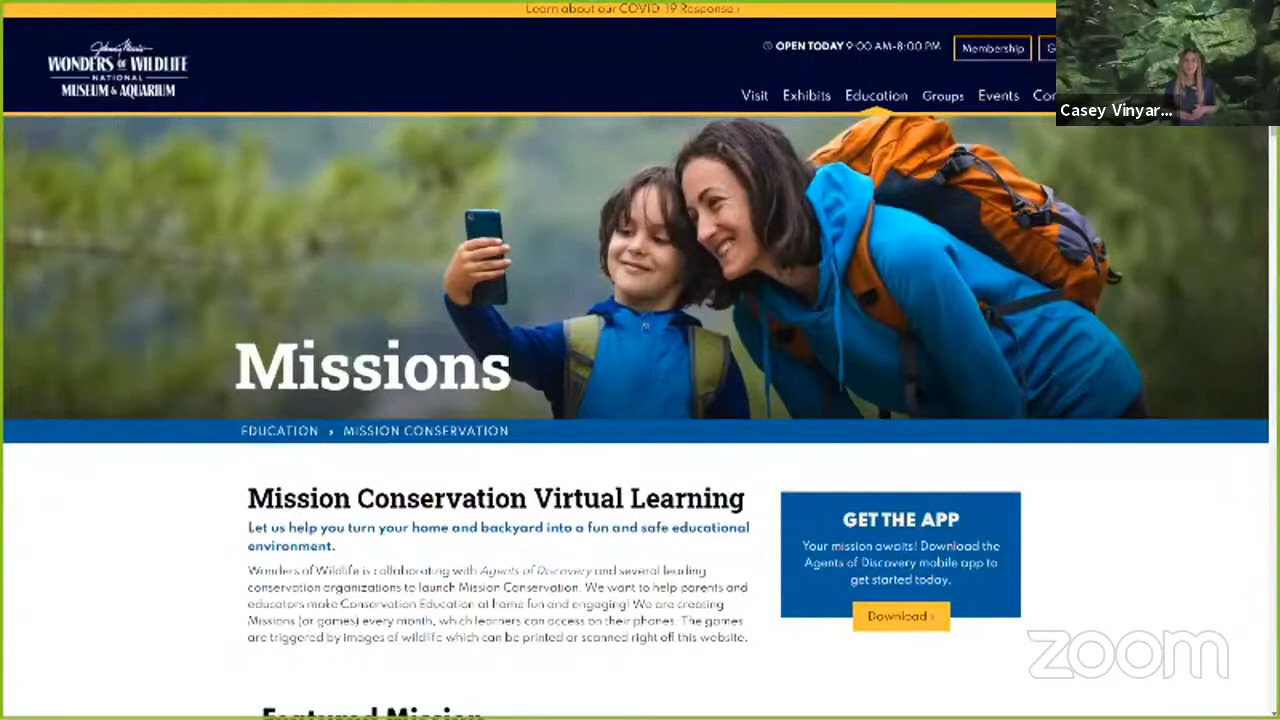 Learn about our COVID-19 Response ›
Johnny Morris
WONDERS OF WILDLIFE
NATIONAL
MUSEUM & AQUARIUM
OPEN TODAY 9:00 AM-8:00 PM
Membership
G
Visit Exhibits Education Groups Events Co
Casey Vinyar...
Missions
EDUCATION › MISSION CONSERVATION
Mission Conservation Virtual Learning
Let us help you turn your home and backyard into a fun and safe educational
environment.
Wonders of Wildlife is collaborating with Agents of Discovery and several leading
conservation organizations to launch Mission Conservation. We want to help parents and
educators make Conservation Education at home fun and engaging! We are creating
Missions (or games) every month, which learners can access on their phones. The games
are triggered by images of wildlife which can be printed or scanned right off this website.
GET THE APP
Your mission awaits! Download the
Agents of Discovery mobile app to
get started today.
Download ›
zoom
Featured Mission